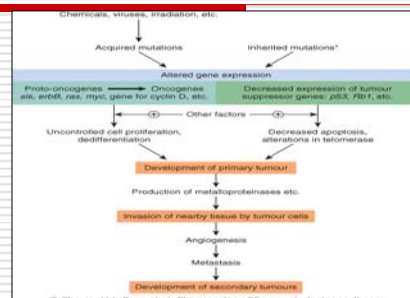 Chemicals, viruses, irradiation, etc.
Acquired mutations
Inherited mutations*
Altered gene expression
Proto-oncogenes Oncogenes
sis, erbB, ras, myc, gene for cyclin D, etc.
Decreased expression of tumour
suppressor genes: p53, Rb1, etc.
+ Other factors +
Uncontrolled cell proliferation,
dedifferentiation
Decreased apoptosis,
alterations in telomerase
Development of primary tumour
Production of metalloproteinases etc.
Invasion of nearby tissue by tumour cells
Angiogenesis
Metastasis
Development of secondary tumours